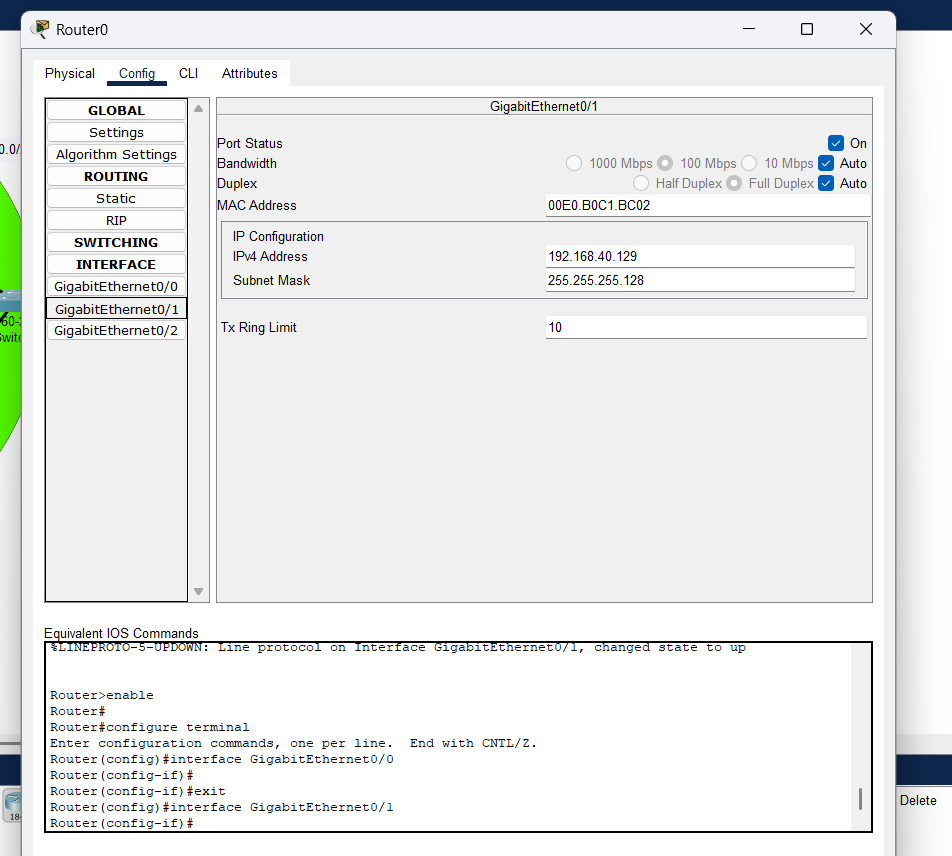 Router0
Physical Config CLI Attributes
GLOBAL
Settings
Algorithm Settings
ROUTING
Static
RIP
SWITCHING
INTERFACE
GigabitEthernet0/0
GigabitEthernet0/1
GigabitEthernet0/2
GigabitEthernet0/1
Port Status On
Bandwidth 1000 Mbps 100 Mbps 10 Mbps Auto
Duplex Half Duplex Full Duplex Auto
MAC Address 00E0.B0C1.BC02
IP Configuration
IPv4 Address 192.168.40.129
Subnet Mask 255.255.255.128
Tx Ring Limit 10
Equivalent IOS Commands
%LINEPROTO-5-UPDOWN: Line protocol on Interface GigabitEthernet0/1, changed state to up
Router>enable
Router#
Router#configure terminal
Enter configuration commands, one per line. End with CNTL/Z.
Router(config)#interface GigabitEthernet0/0
Router(config-if)#
Router(config-if)#exit
Router(config)#interface GigabitEthernet0/1
Router(config-if)#
Delete